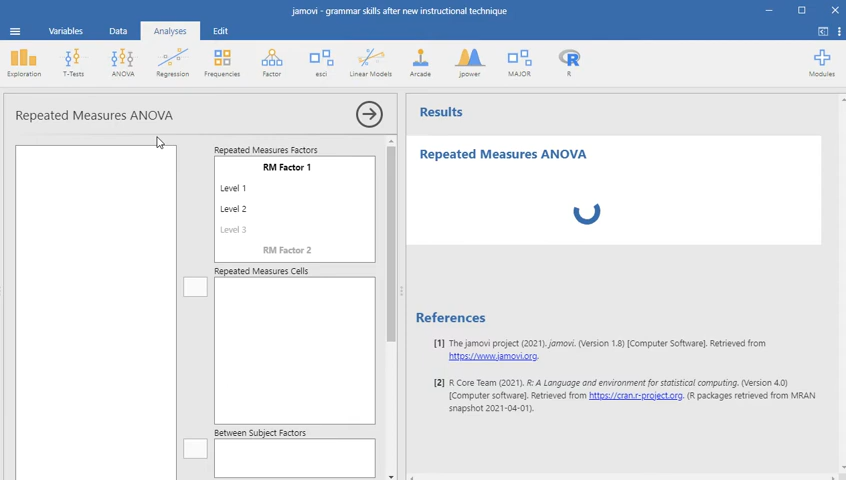 jamovi - grammar skills after new instructional technique
Variables Data Analyses Edit
Exploration T-Tests ANOVA Regression Frequencies Factor esci Linear Models Arcade jpower MAJOR R Modules
R
Repeated Measures ANOVA
Repeated Measures Factors
RM Factor 1
Level 1
Level 2
Level 3
RM Factor 2
Repeated Measures Cells
Between Subject Factors
Results
Repeated Measures ANOVA
References
[1] The jamovi project (2021). jamovi. (Version 1.8) [Computer Software]. Retrieved from
https://www.jamovi.org.
[2] R Core Team (2021). R: A Language and environment for statistical computing. (Version 4.0)
[Computer software]. Retrieved from https://cran.r-project.org. (R packages retrieved from MRAN
snapshot 2021-04-01).